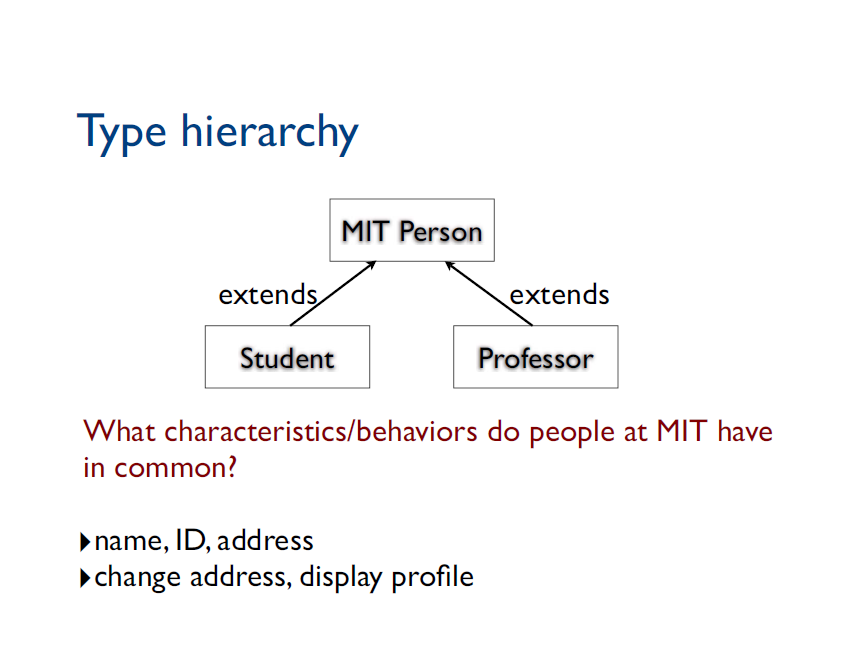 Type hierarchy
MIT Person
extends
extends
Student
Professor
What characteristics/behaviors do people at MIT have
in common?
‣name, ID, address
‣change address, display profile